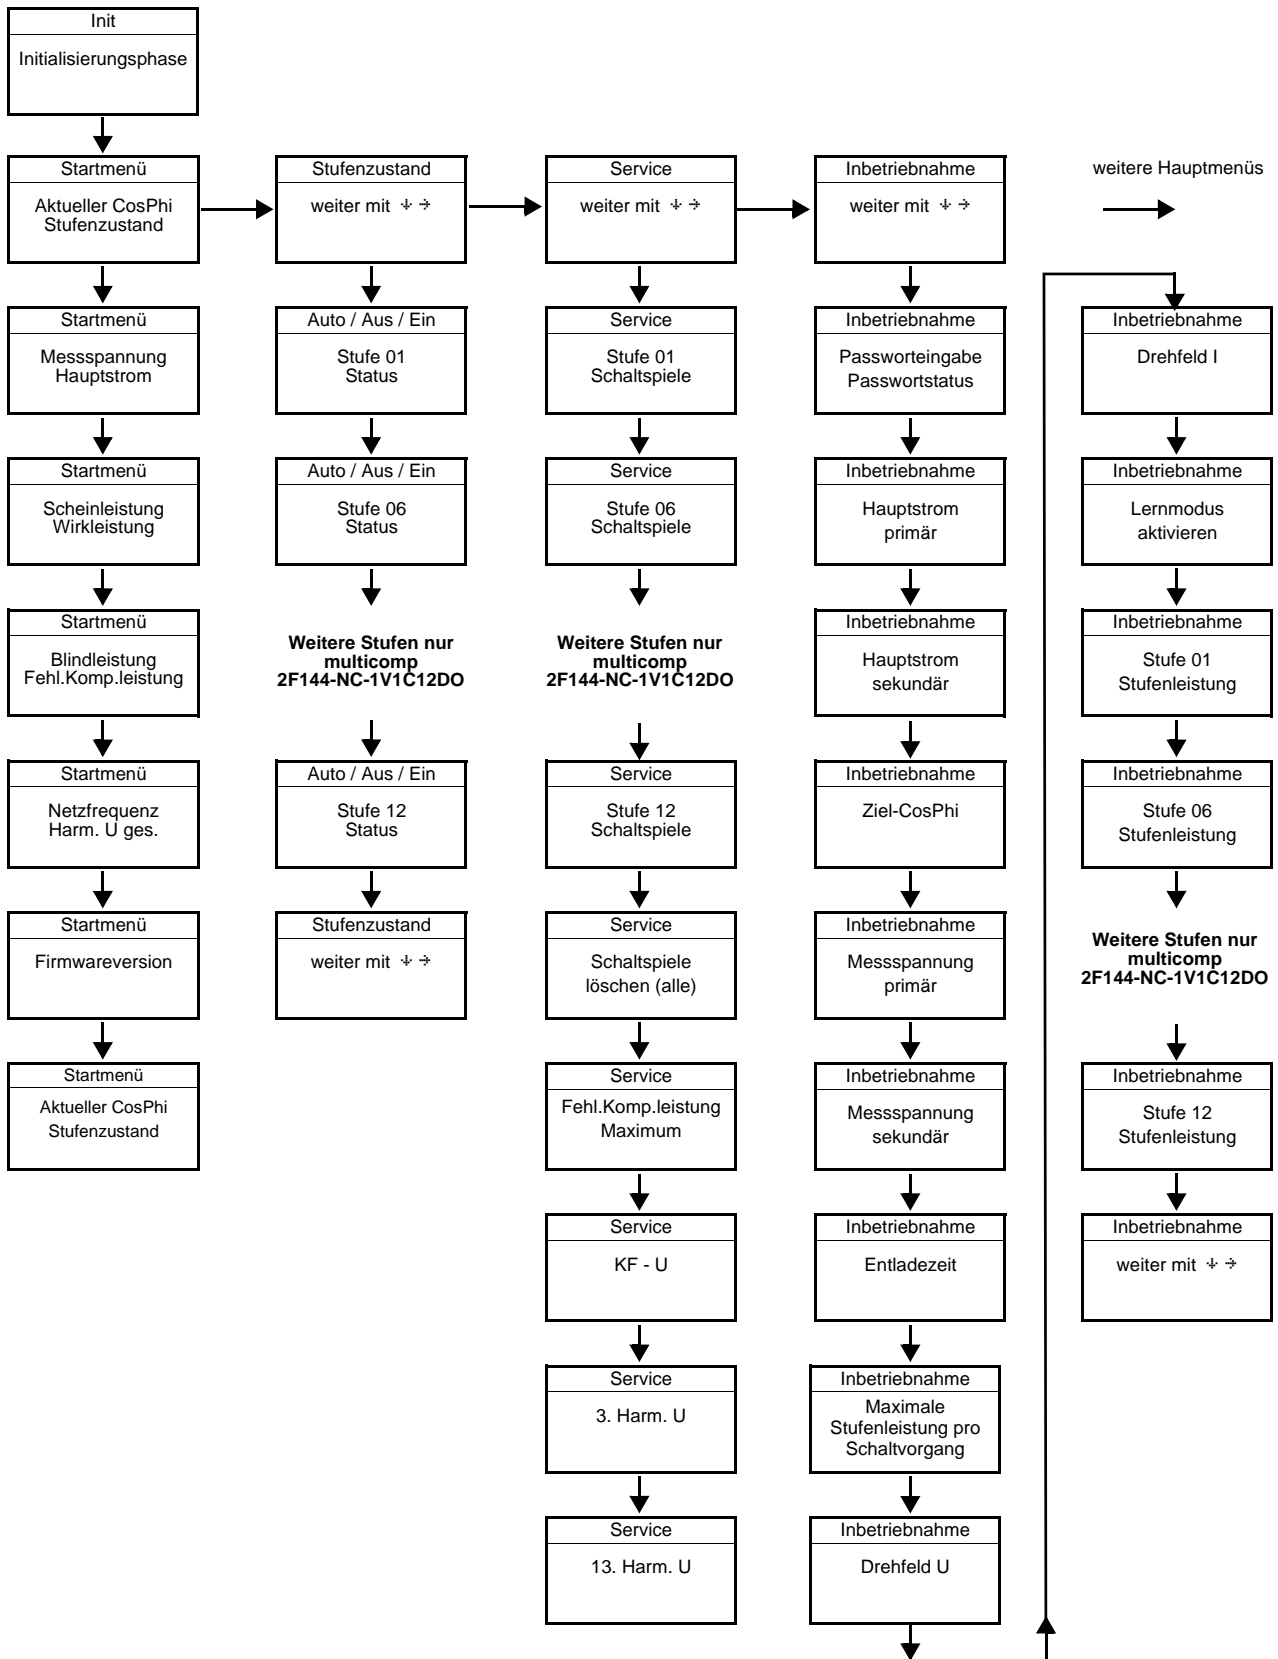 Init
Initialisierungsphase
Startmenü
Aktueller CosPhi
Stufenzustand
Startmenü
Messspannung
Hauptstrom
Startmenü
Scheinleistung
Wirkleistung
Startmenü
Blindleistung
Fehl.Komp.leistung
Startmenü
Netzfrequenz
Harm. U ges.
Startmenü
Firmwareversion
Startmenü
Aktueller CosPhi
Stufenzustand
Stufenzustand
weiter mit ↓ →
Auto / Aus / Ein
Stufe 01
Status
Auto / Aus / Ein
Stufe 06
Status
Weitere Stufen nur
multicomp
2F144-NC-1V1C12DO
Auto / Aus / Ein
Stufe 12
Status
Stufenzustand
weiter mit ↓ →
Service
weiter mit ↓ →
Service
Stufe 01
Schaltspiele
Service
Stufe 06
Schaltspiele
Weitere Stufen nur
multicomp
2F144-NC-1V1C12DO
Service
Stufe 12
Schaltspiele
Service
Schaltspiele
löschen (alle)
Service
Fehl.Komp.leistung
Maximum
Service
KF - U
Service
3. Harm. U
Service
13. Harm. U
Inbetriebnahme
weiter mit ↓ →
Inbetriebnahme
Passworteingabe
Passwortstatus
Inbetriebnahme
Hauptstrom
primär
Inbetriebnahme
Hauptstrom
sekundär
Inbetriebnahme
Ziel-CosPhi
Inbetriebnahme
Messspannung
primär
Inbetriebnahme
Messspannung
sekundär
Inbetriebnahme
Entladezeit
Inbetriebnahme
Maximale
Stufenleistung pro
Schaltvorgang
Inbetriebnahme
Drehfeld U
weitere Hauptmenüs
Inbetriebnahme
Drehfeld I
Inbetriebnahme
Lernmodus
aktivieren
Inbetriebnahme
Stufe 01
Stufenleistung
Inbetriebnahme
Stufe 06
Stufenleistung
Weitere Stufen nur
multicomp
2F144-NC-1V1C12DO
Inbetriebnahme
Stufe 12
Stufenleistung
Inbetriebnahme
weiter mit ↓ →